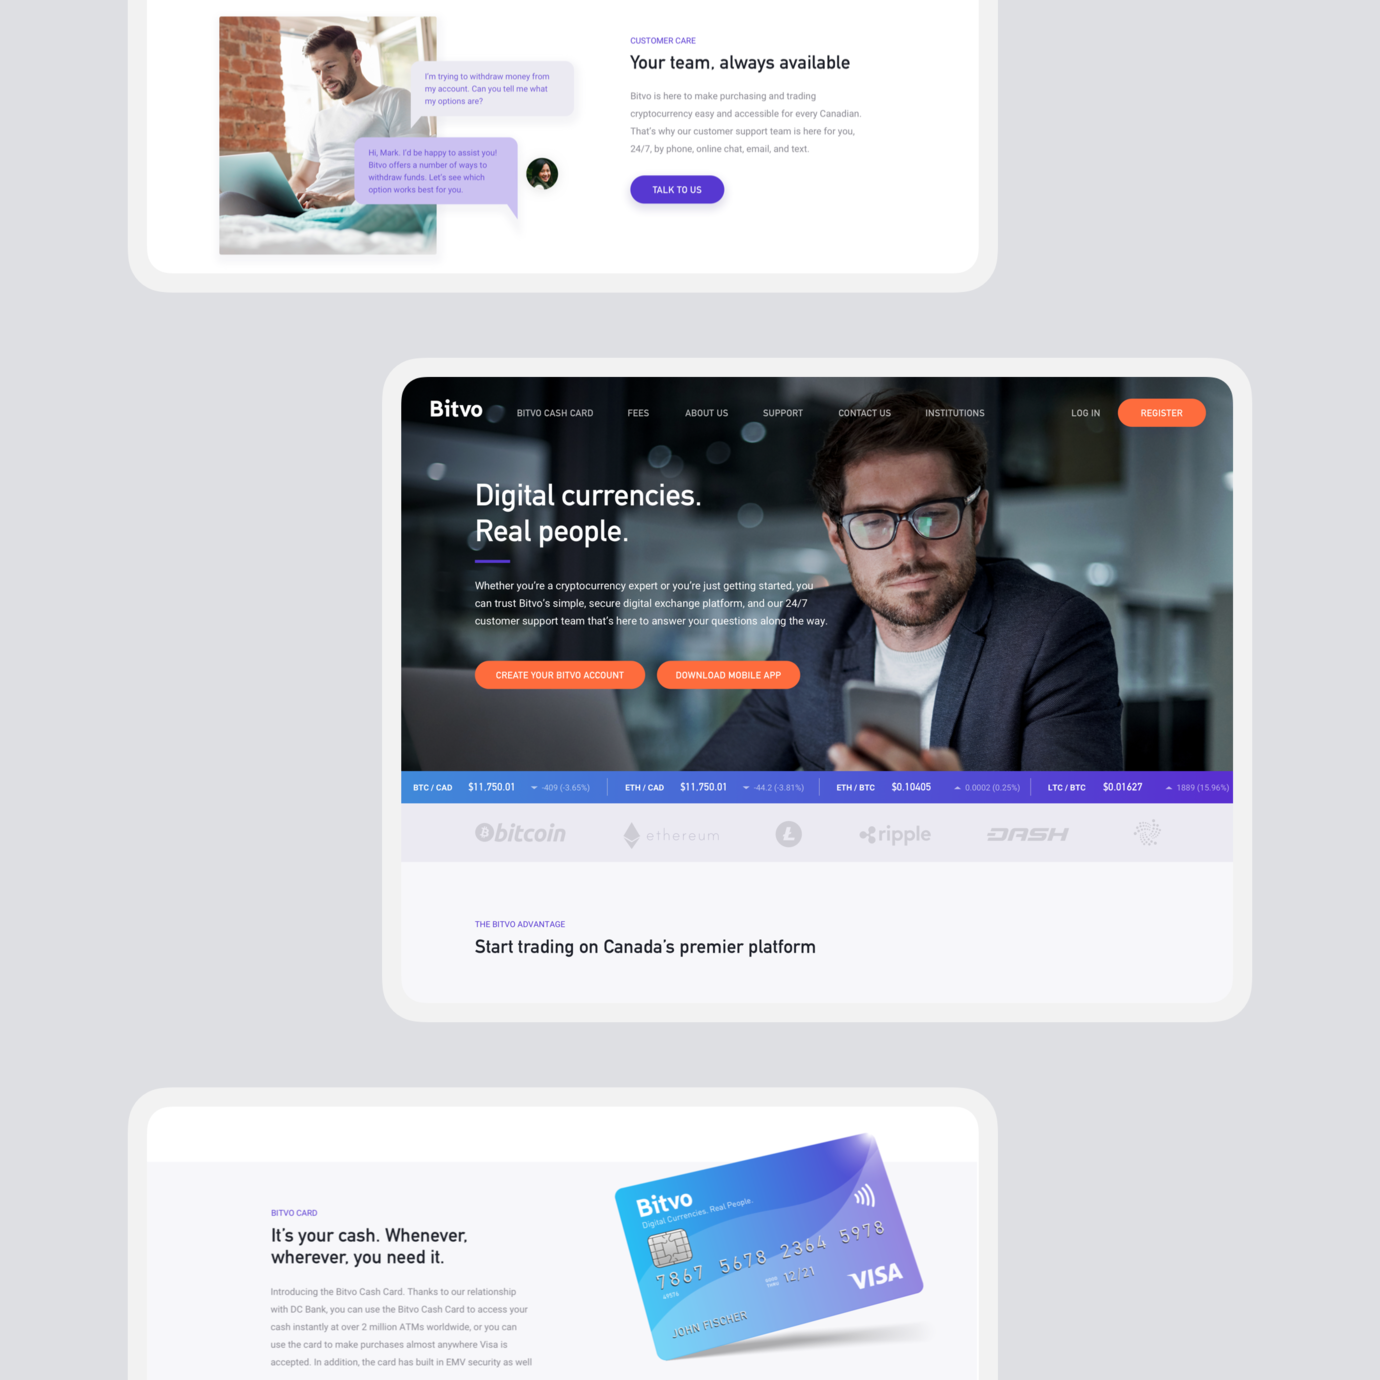 CUSTOMER CARE
Your team, always available
Bitvo is here to make purchasing and trading
cryptocurrency easy and accessible for every Canadian.
That's why our customer support team is here for you,
24/7, by phone, online chat, email, and text.
TALK TO US
I'm trying to withdraw money from
my account. Can you tell me what
my options are?
Hi, Mark. I'd be happy to assist you!
Bitvo offers a number of ways to
withdraw funds. Let's see which
option works best for you.
Bitvo BITVO CASH CARD FEES ABOUT US SUPPORT CONTACT US INSTITUTIONS LOG IN REGISTER
Digital currencies.
Real people.
Whether you're a cryptocurrency expert or you're just getting started, you
can trust Bitvo's simple, secure digital exchange platform, and our 24/7
customer support team that's here to answer your questions along the way.
CREATE YOUR BITVO ACCOUNT DOWNLOAD MOBILE APP
BTC / CAD $11,750.01 -409 (-3.65%) ETH / CAD $11,750.01 -44.2 (-3.81%) ETH / BTC $0.10405 0.0002 (0.25%) LTC / BTC $0.01627 1889 (15.96%)
bitcoin ethereum ripple DASH
THE BITVO ADVANTAGE
Start trading on Canada's premier platform
BITVO CARD
It's your cash. Whenever,
wherever, you need it.
Introducing the Bitvo Cash Card. Thanks to our relationship
with DC Bank, you can use the Bitvo Cash Card to access your
cash instantly at over 2 million ATMs worldwide, or you can
use the card to make purchases almost anywhere Visa is
accepted. In addition, the card has built in EMV security as well
Bitvo
Digital Currencies. Real People.
7867 5678 2364 5978
12/21
JOHN FISCHER
VISA